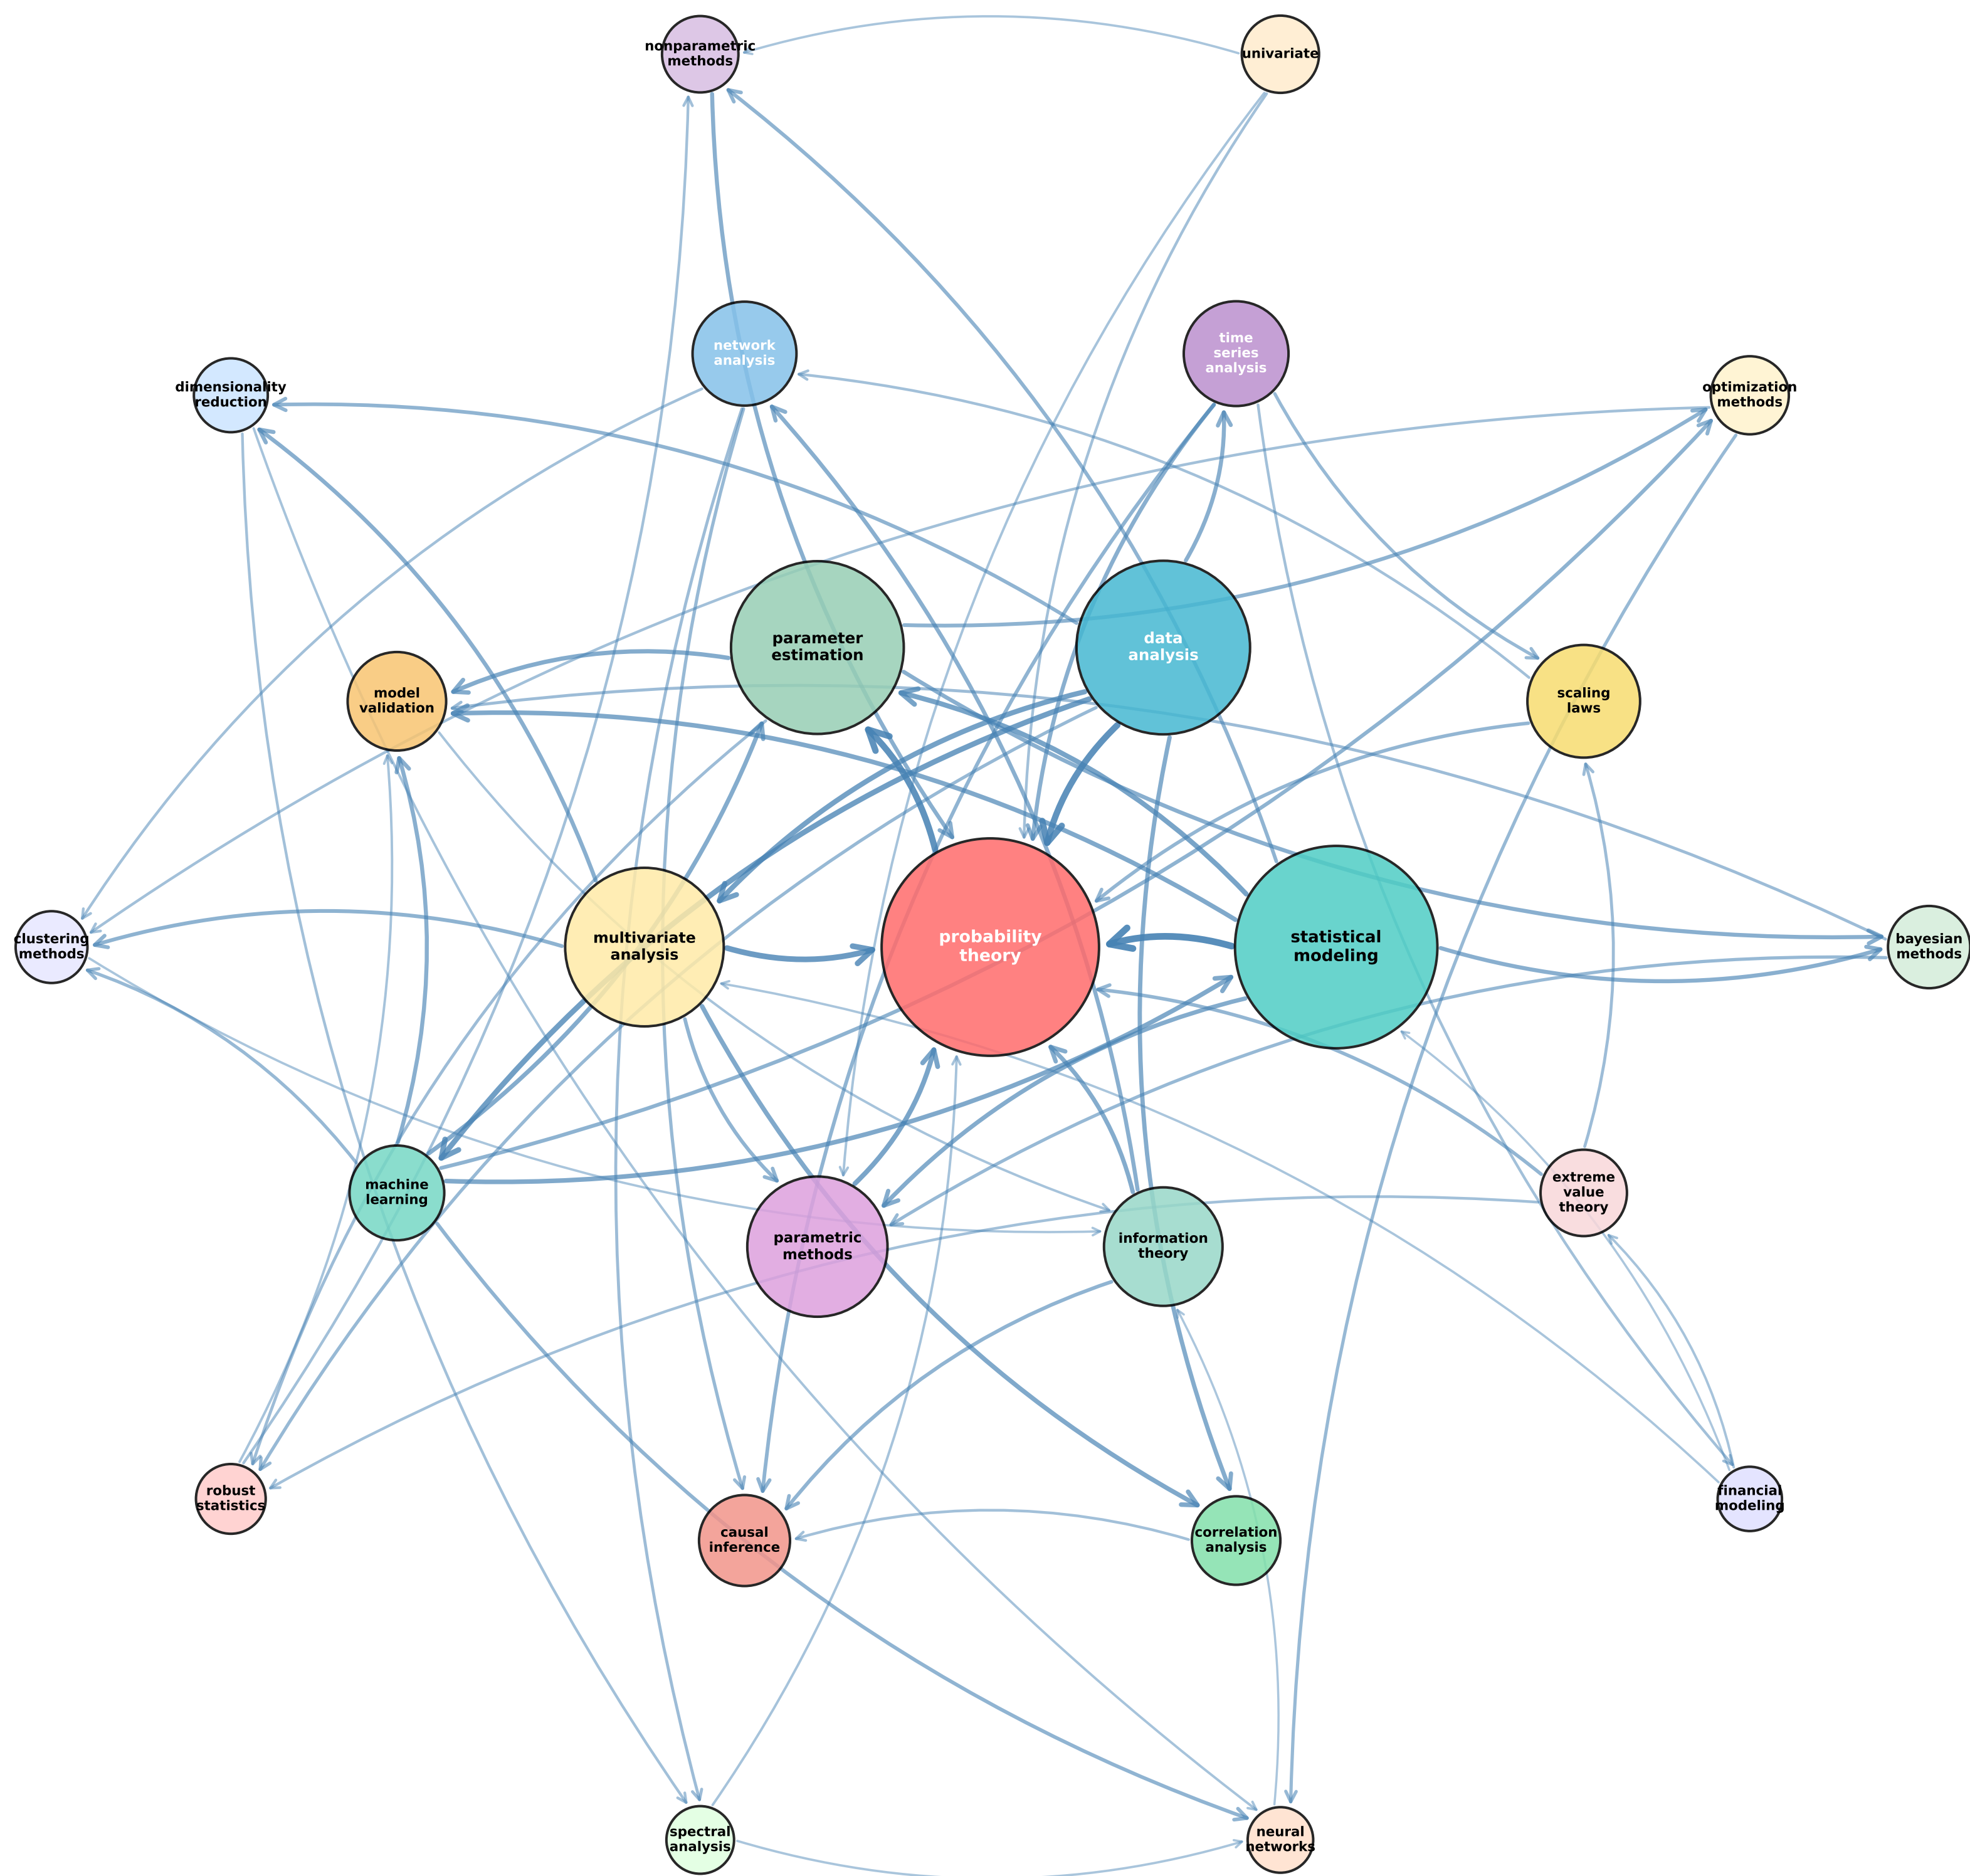 nonparametric
methods
univariate
network
analysis
time
series
analysis
dimensionality
reduction
optimization
methods
parameter
estimation
data
analysis
model
validation
scaling
laws
clustering
methods
multivariate
analysis
probability
theory
statistical
modeling
bayesian
methods
machine
learning
parametric
methods
information
theory
extreme
value
theory
robust
statistics
causal
inference
correlation
analysis
financial
modeling
spectral
analysis
neural
networks